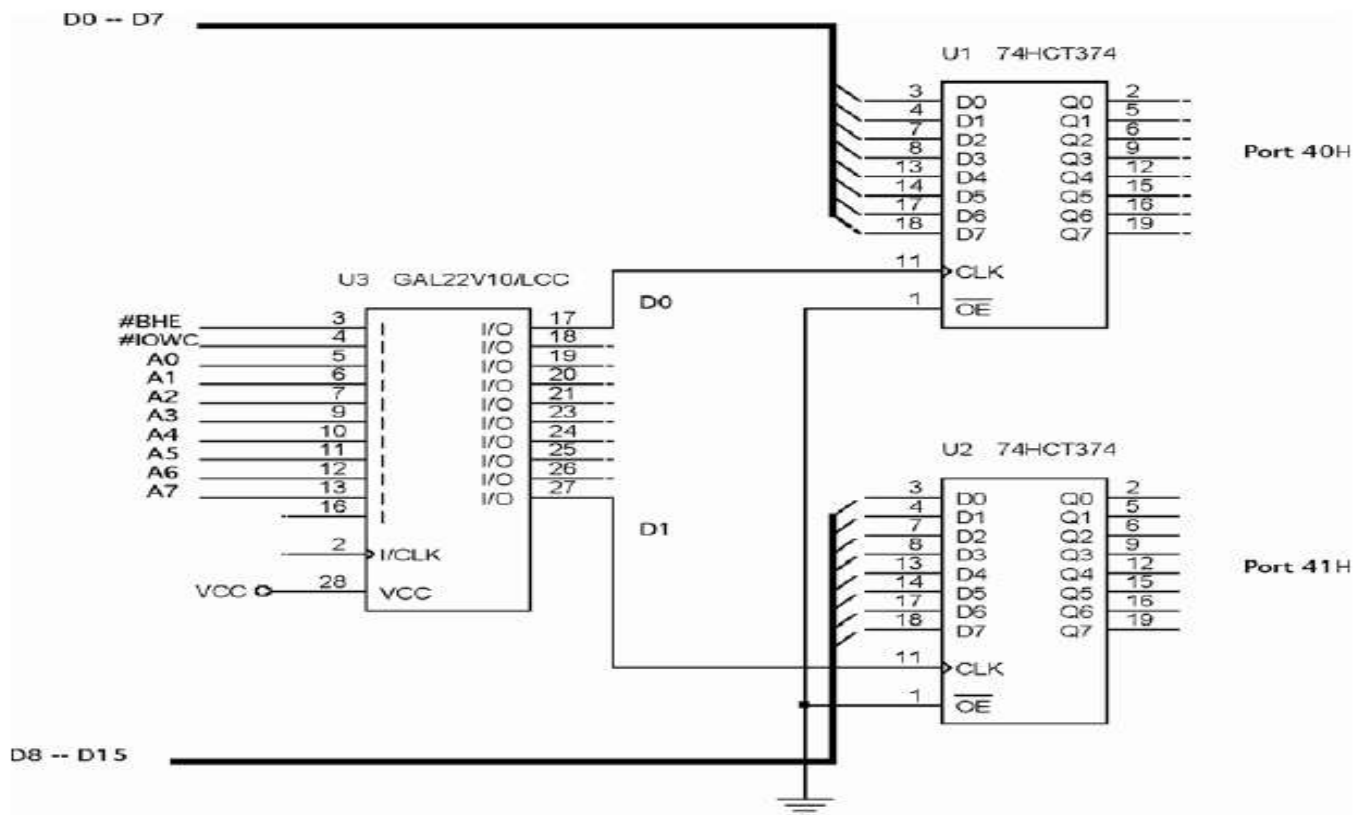 D0 -- D7
U1 74HCT374
3 D0 Q0 2
4 D1 Q1 5
7 D2 Q2 6
8 D3 Q3 9
13 D4 Q4 12
14 D5 Q5 15
17 D6 Q6 16
18 D7 Q7 19
11 CLK
1 OE
Port 40H
U3 GAL22V10/LCC
#BHE 3 I I/O 17
#IOWC 4 I I/O 18
A0 5 I I/O 19
A1 6 I I/O 20
A2 7 I I/O 21
A3 9 I I/O 23
A4 10 I I/O 24
A5 11 I I/O 25
A6 12 I I/O 26
A7 13 I I/O 27
16 I
2 I/CLK
VCC 28 VCC
D0
D1
U2 74HCT374
3 D0 Q0 2
4 D1 Q1 5
7 D2 Q2 6
8 D3 Q3 9
13 D4 Q4 12
14 D5 Q5 15
17 D6 Q6 16
18 D7 Q7 19
11 CLK
1 OE
Port 41H
D8 -- D15